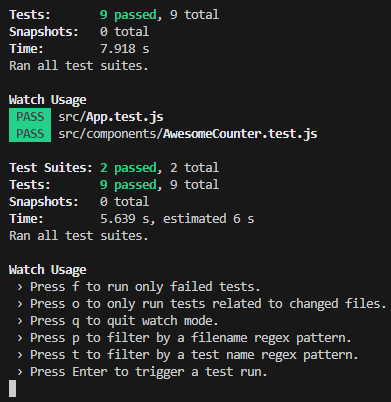 Tests:       9 passed, 9 total
Snapshots:   0 total
Time:        7.918 s
Ran all test suites.
Watch Usage
PASS  src/App.test.js
PASS  src/components/AwesomeCounter.test.js
Test Suites: 2 passed, 2 total
Tests:       9 passed, 9 total
Snapshots:   0 total
Time:        5.639 s, estimated 6 s
Ran all test suites.
Watch Usage
› Press f to run only failed tests.
› Press o to only run tests related to changed files.
› Press q to quit watch mode.
› Press p to filter by a filename regex pattern.
› Press t to filter by a test name regex pattern.
› Press Enter to trigger a test run.